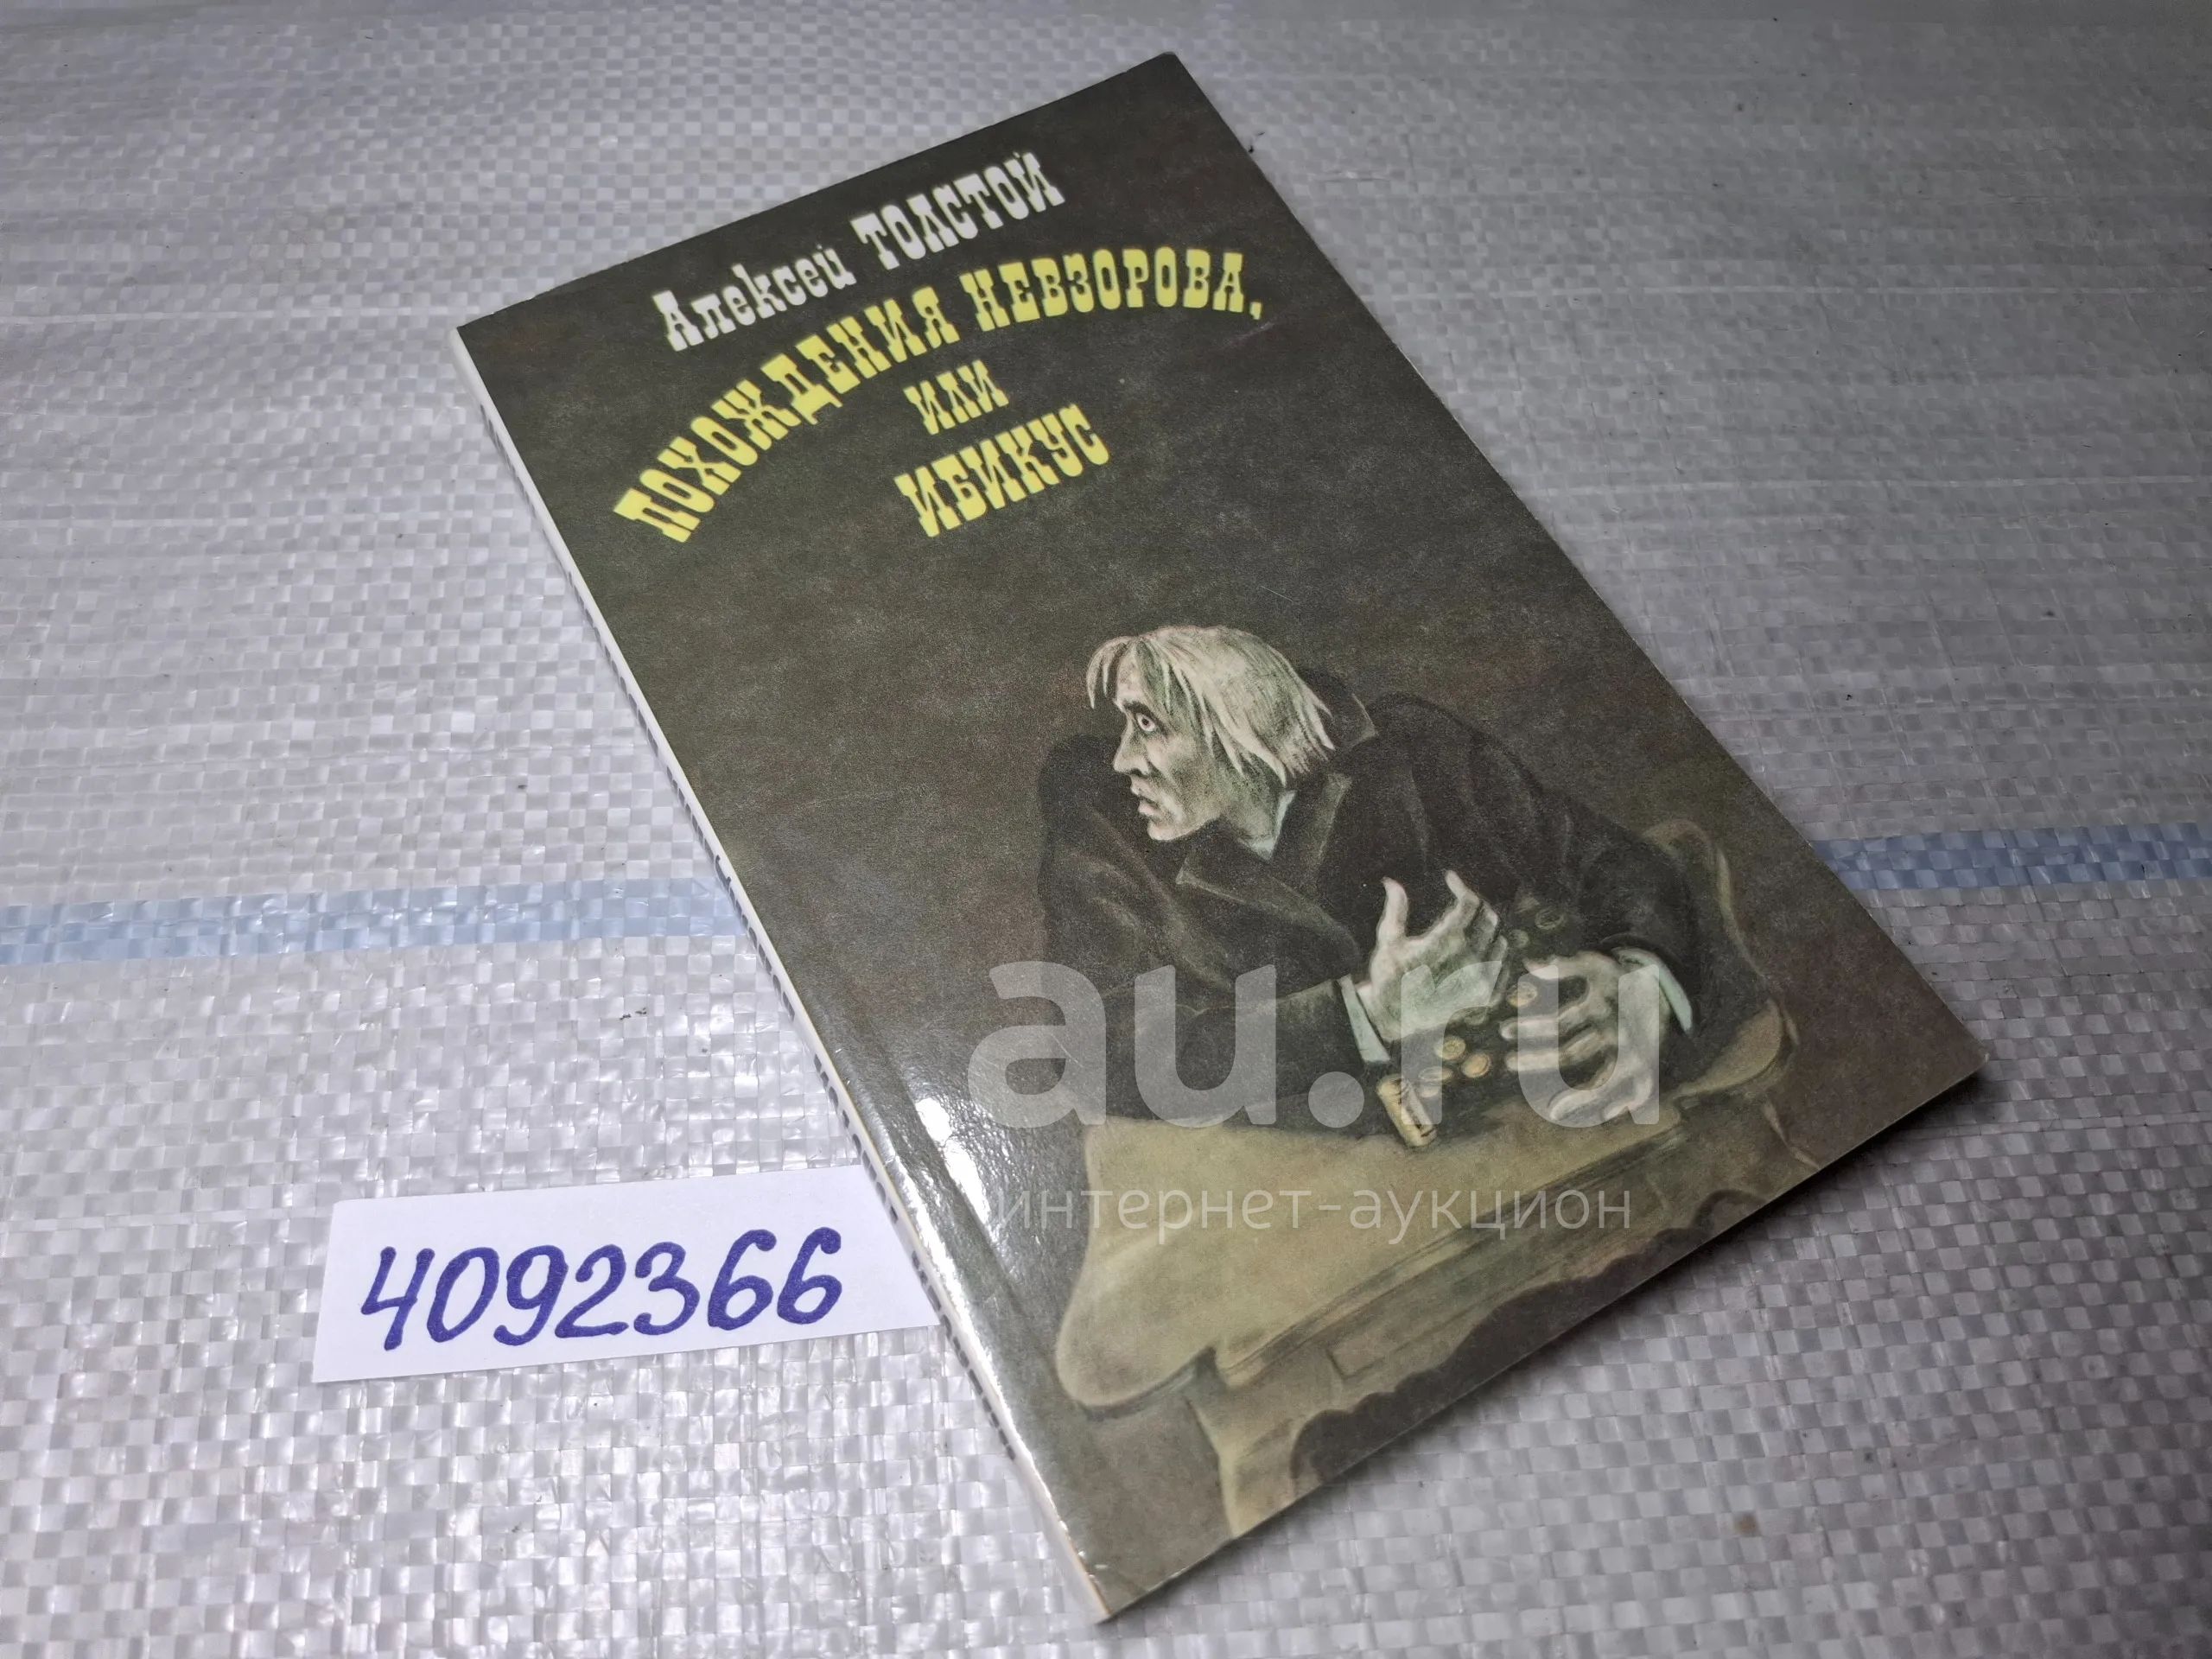 Алексей ТОЛСТОЙ
ПОХОЖДЕНИЯ НЕВЗОРОВА,
ИЛИ
ИБИКУС
au.ru
интернет-аукцион
4092366